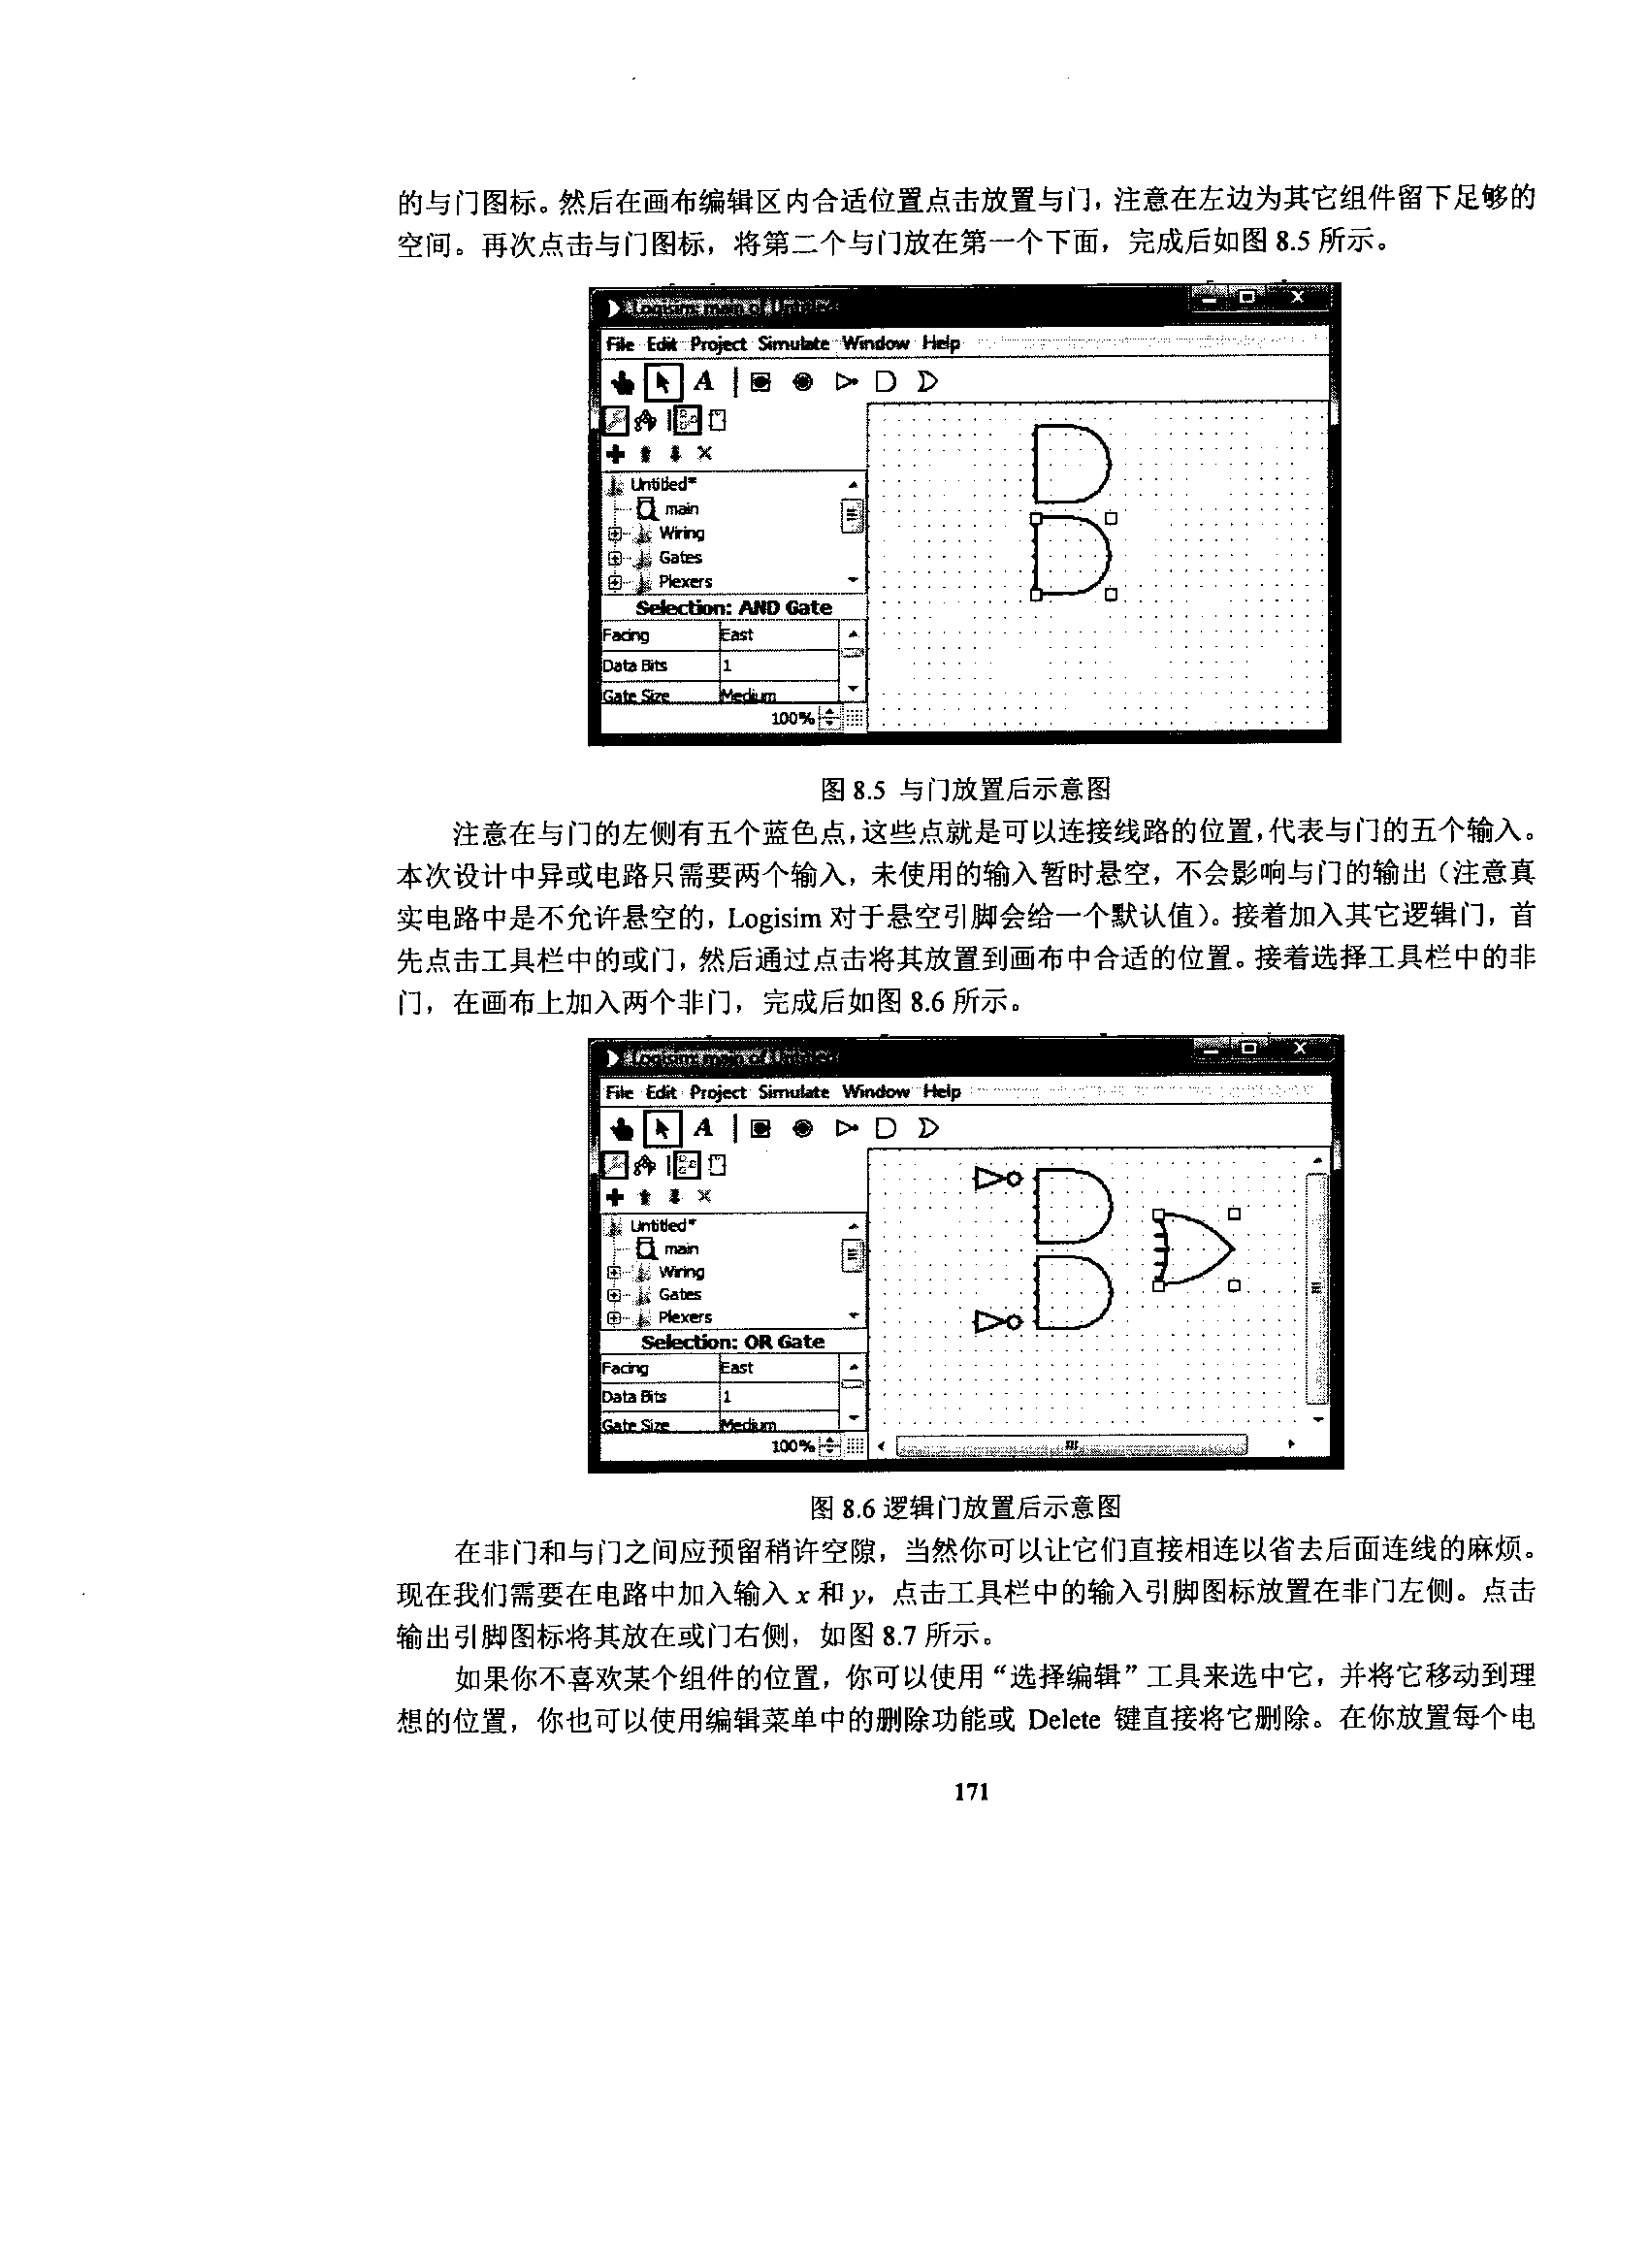 的与门图标。然后在画布编辑区内合适位置点击放置与门，注意在左边为其它组件留下足够的
空间。再次点击与门图标，将第二个与门放在第一个下面，完成后如图 8.5 所示。
Logisim: main of Untitled
File Edit Project Simulate Window Help
A
Untitled*
main
Wiring
Gates
Plexers
Selection: AND Gate
Facing East
Data Bits 1
Gate Size Medium
100%
图 8.5 与门放置后示意图
注意在与门的左侧有五个蓝色点，这些点就是可以连接线路的位置，代表与门的五个输入。
本次设计中异或电路只需要两个输入，未使用的输入暂时悬空，不会影响与门的输出（注意真
实电路中是不允许悬空的，Logisim 对于悬空引脚会给一个默认值）。接着加入其它逻辑门，首
先点击工具栏中的或门，然后通过点击将其放置到画布中合适的位置。接着选择工具栏中的非
门，在画布上加入两个非门，完成后如图 8.6 所示。
Logisim: main of Untitled
File Edit Project Simulate Window Help
A
Untitled*
main
Wiring
Gates
Plexers
Selection: OR Gate
Facing East
Data Bits 1
Gate Size Medium
100%
图 8.6 逻辑门放置后示意图
在非门和与门之间应预留稍许空隙，当然你可以让它们直接相连以省去后面连线的麻烦。
现在我们需要在电路中加入输入 x 和 y，点击工具栏中的输入引脚图标放置在非门左侧。点击
输出引脚图标将其放在或门右侧，如图 8.7 所示。
如果你不喜欢某个组件的位置，你可以使用“选择编辑”工具来选中它，并将它移动到理
想的位置，你也可以使用编辑菜单中的删除功能或 Delete 键直接将它删除。在你放置每个电
171